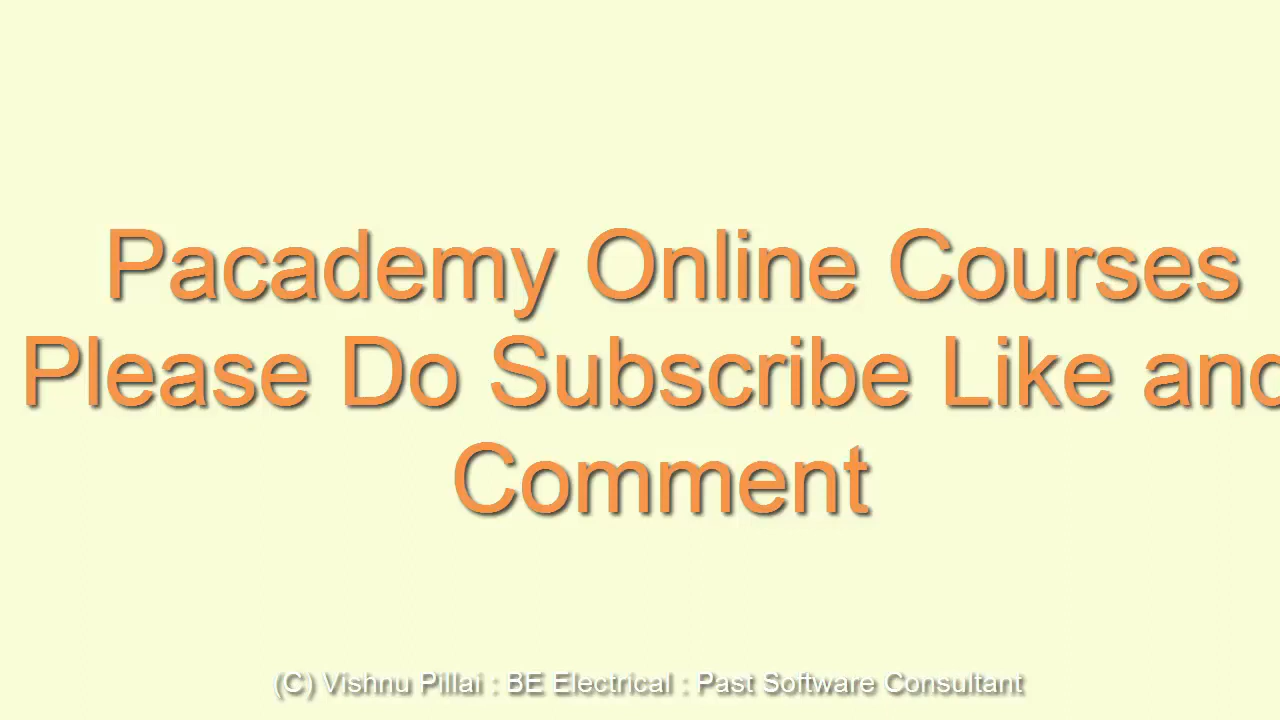 Pacademy Online Courses
Please Do Subscribe Like and
Comment
(C) Vishnu Pillai : BE Electrical : Past Software Consultant